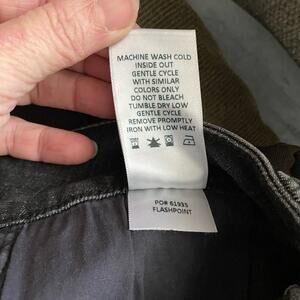 MACHINE WASH COLD
INSIDE OUT
GENTLE CYCLE
WITH SIMILAR
COLORS ONLY
DO NOT BLEACH
TUMBLE DRY LOW
GENTLE CYCLE
REMOVE PROMPTLY
IRON WITH LOW HEAT
PO# 61935
FLASHPOINT